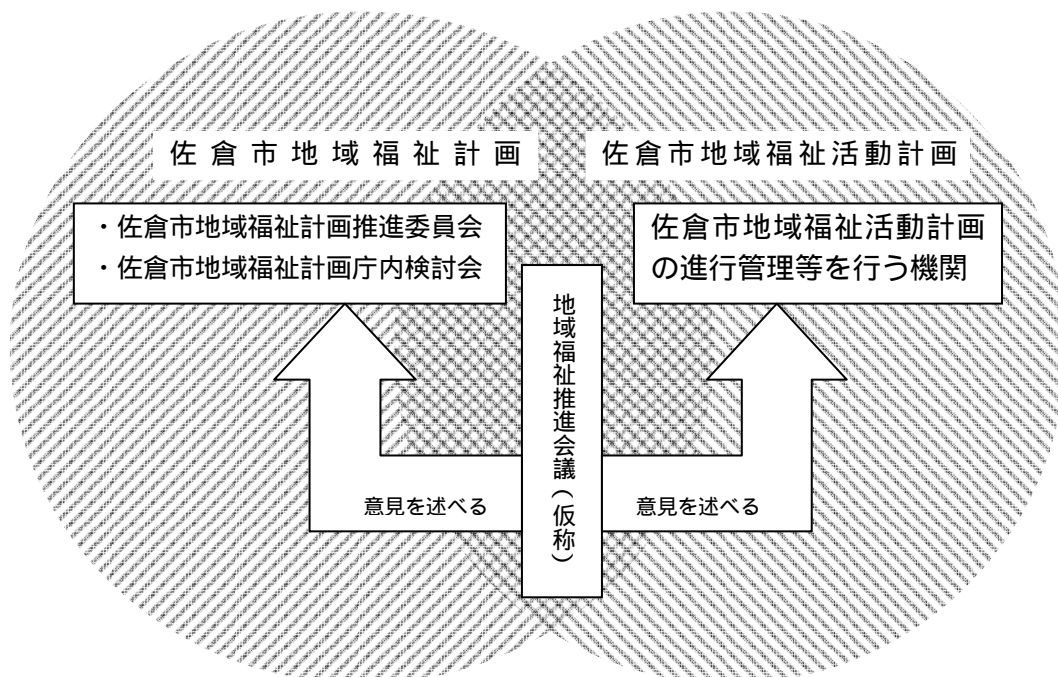 佐倉市地域福祉計画
佐倉市地域福祉活動計画
・佐倉市地域福祉計画推進委員会
・佐倉市地域福祉計画庁内検討会
佐倉市地域福祉活動計画
の進行管理等を行う機関
地域福祉推進会議(仮称)
意見を述べる
意見を述べる